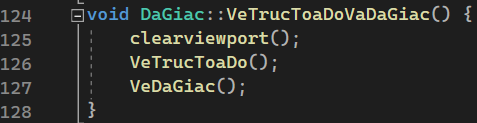 124 void DaGiac::VeTrucToaDoVaDaGiac() {
125 clearviewport();
126 VeTrucToaDo();
127 VeDaGiac();
128 }